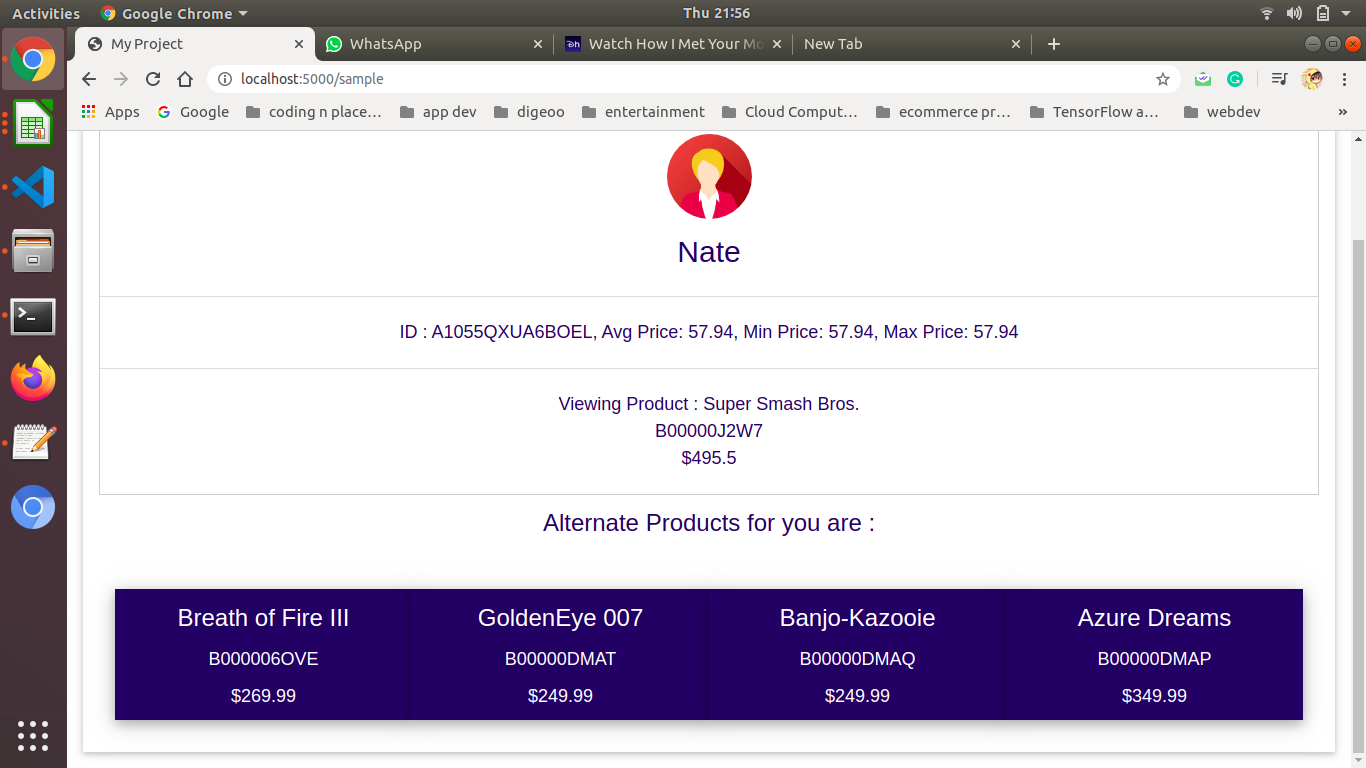 Activities
Google Chrome
Thu 21:56
My Project
WhatsApp
Watch How I Met Your Mo
New Tab
localhost:5000/sample
Apps
Google
coding n place...
app dev
digeoo
entertainment
Cloud Comput...
ecommerce pr...
TensorFlow a...
webdev
»
Nate
ID : A1055QXUA6BOEL, Avg Price: 57.94, Min Price: 57.94, Max Price: 57.94
Viewing Product : Super Smash Bros.
B00000J2W7
$495.5
Alternate Products for you are :
Breath of Fire III
B000006OVE
$269.99
GoldenEye 007
B00000DMAT
$249.99
Banjo-Kazooie
B00000DMAQ
$249.99
Azure Dreams
B00000DMAP
$349.99